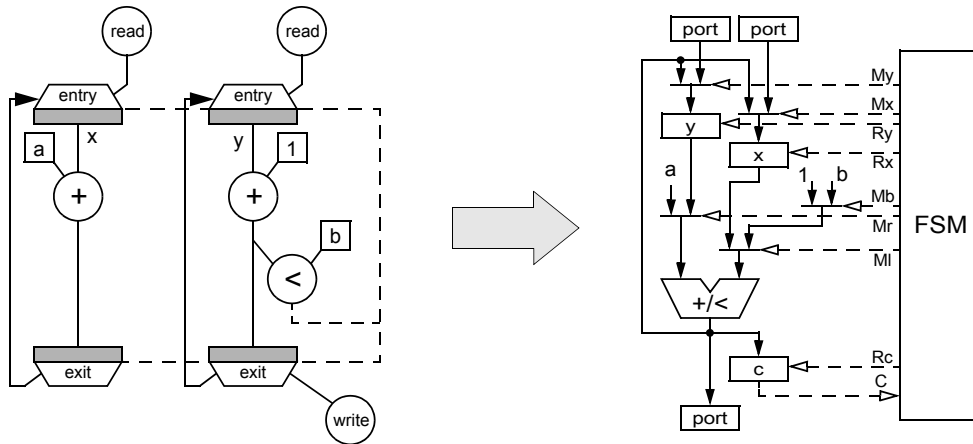 read read
entry entry
a x y 1
+ +
b
<
exit exit
write
port port
My
Mx
y Ry
x Rx
a 1 b Mb
Mr
FSM
Ml
+/<
Rc
c C
port